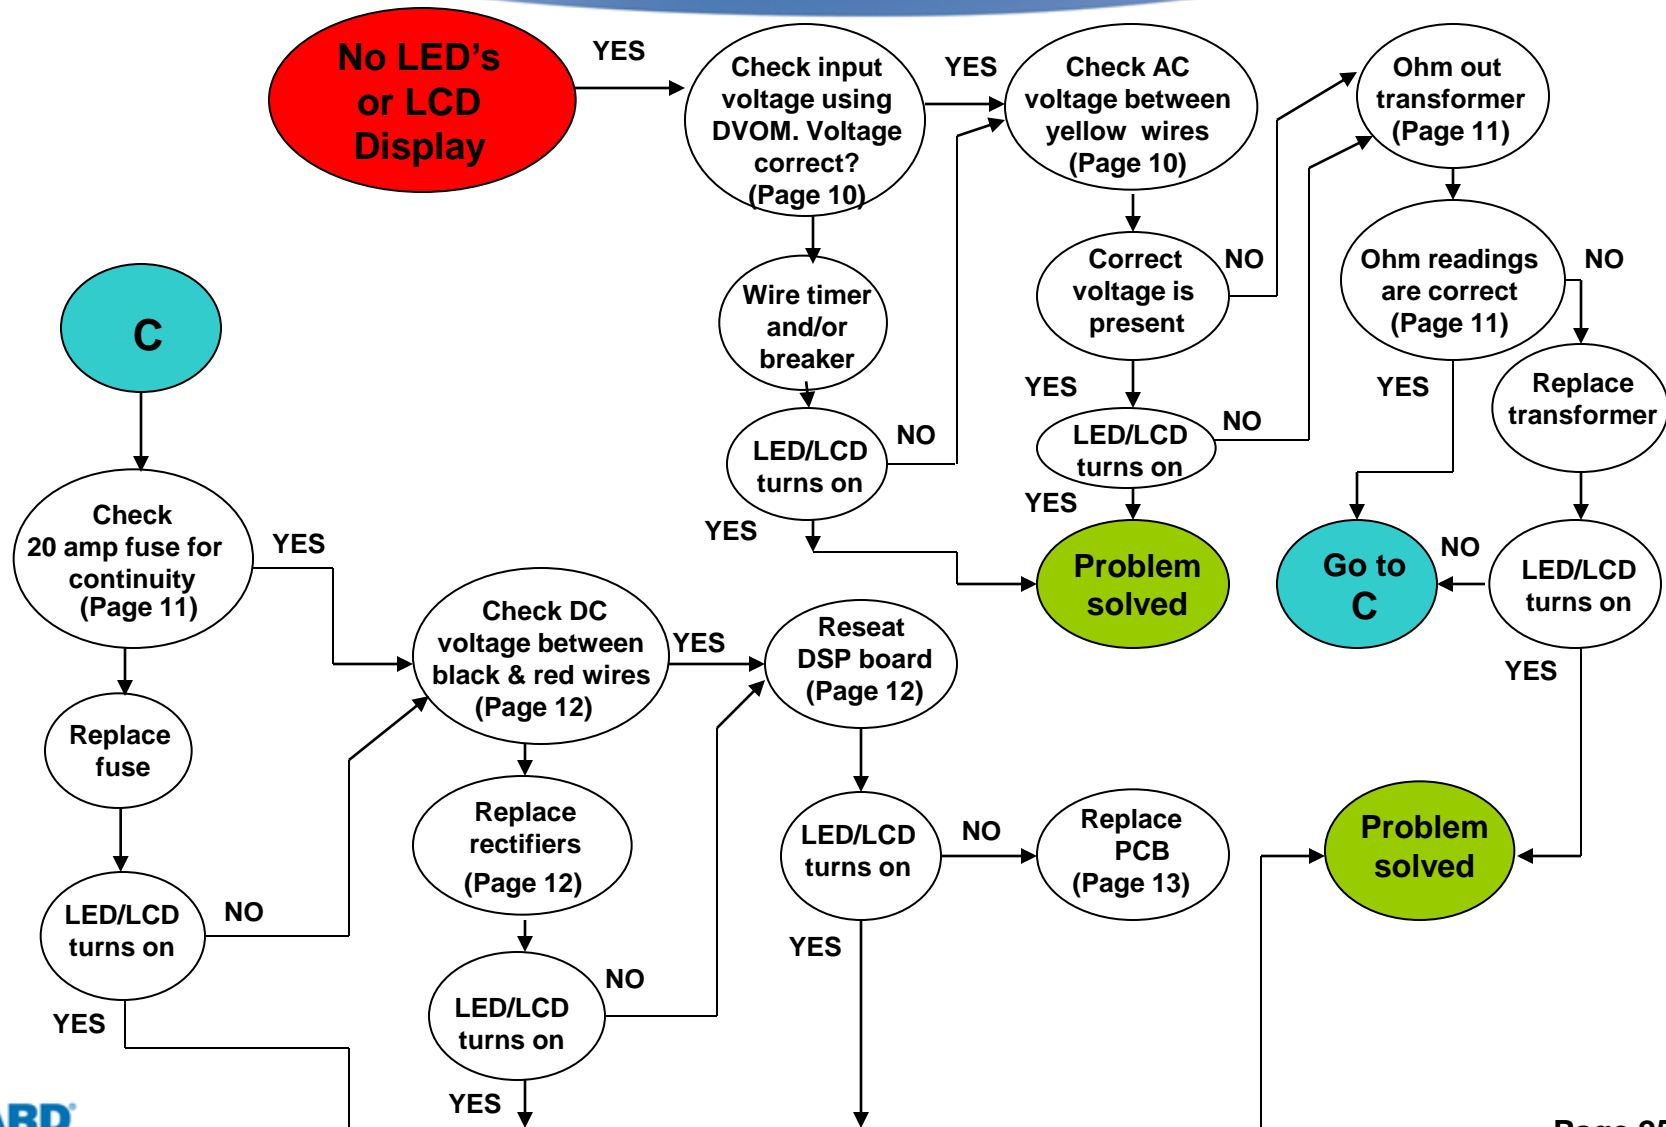 No LED's
or LCD
Display
YES
Check input
voltage using
DVOM. Voltage
correct?
(Page 10)
YES
Check AC
voltage between
yellow wires
(Page 10)
Ohm out
transformer
(Page 11)
Wire timer
and/or
breaker
Correct
voltage is
present
NO
Ohm readings
are correct
(Page 11)
NO
C
YES
YES
Replace
transformer
LED/LCD
turns on
NO
LED/LCD
turns on
NO
YES
YES
Problem
solved
Go to
C
NO
LED/LCD
turns on
YES
Check
20 amp fuse for
continuity
(Page 11)
YES
Check DC
voltage between
black & red wires
(Page 12)
YES
Reseat
DSP board
(Page 12)
Replace
fuse
Replace
rectifiers
(Page 12)
LED/LCD
turns on
NO
Replace
PCB
(Page 13)
Problem
solved
LED/LCD
turns on
NO
YES
LED/LCD
turns on
NO
YES
YES